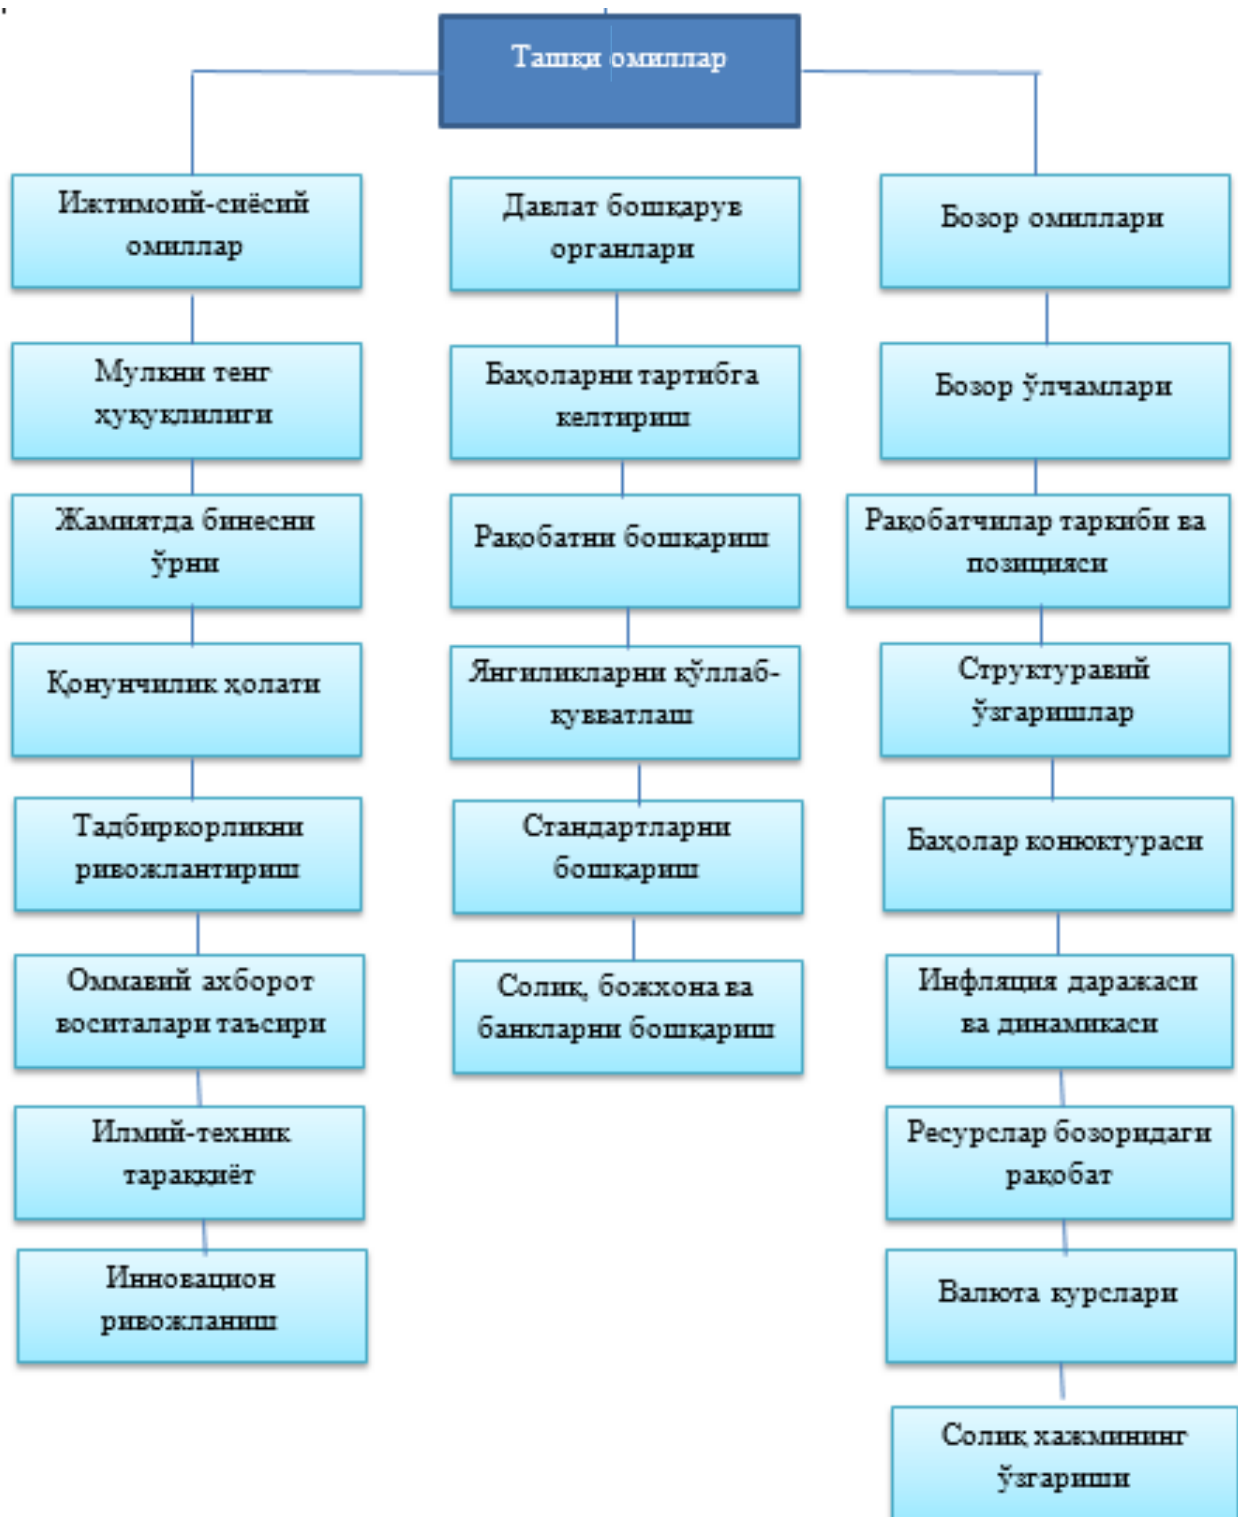 Ташқи омиллар
Ижтимоий-сиёсий
омиллар
Мулкни тенг
ҳуқуқлилиги
Жамиятда бинесни
ўрни
Қонунчилик ҳолати
Тадбиркорликни
ривожлантириш
Оммавий ахборот
воситалари таъсири
Илмий-техник
тараққиёт
Инновацион
ривожланиш
Давлат бошқарув
органлари
Баҳоларни тартибга
келтириш
Рақобатни бошқариш
Янгиликларни қўллаб-
қувватлаш
Стандартларни
бошқариш
Солиқ, божхона ва
банкларни бошқариш
Бозор омиллари
Бозор ўлчамлари
Рақобатчилар таркиби ва
позицияси
Структуравий
ўзгаришлар
Баҳолар конюктураси
Инфляция даражаси
ва динамикаси
Ресурслар бозоридаги
рақобат
Валюта курслари
Солиқ хажмининг
ўзгариши